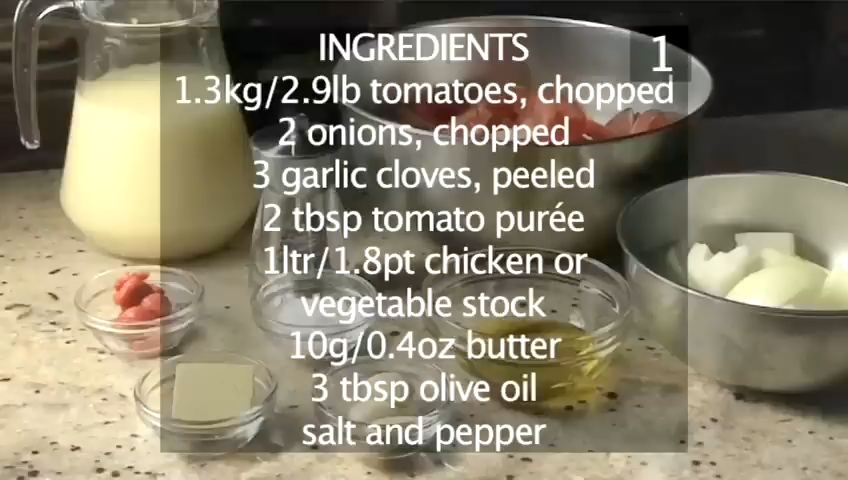 INGREDIENTS
1
1.3kg/2.9lb tomatoes, chopped
2 onions, chopped
3 garlic cloves, peeled
2 tbsp tomato purée
1ltr/1.8pt chicken or
vegetable stock
10g/0.4oz butter
3 tbsp olive oil
salt and pepper